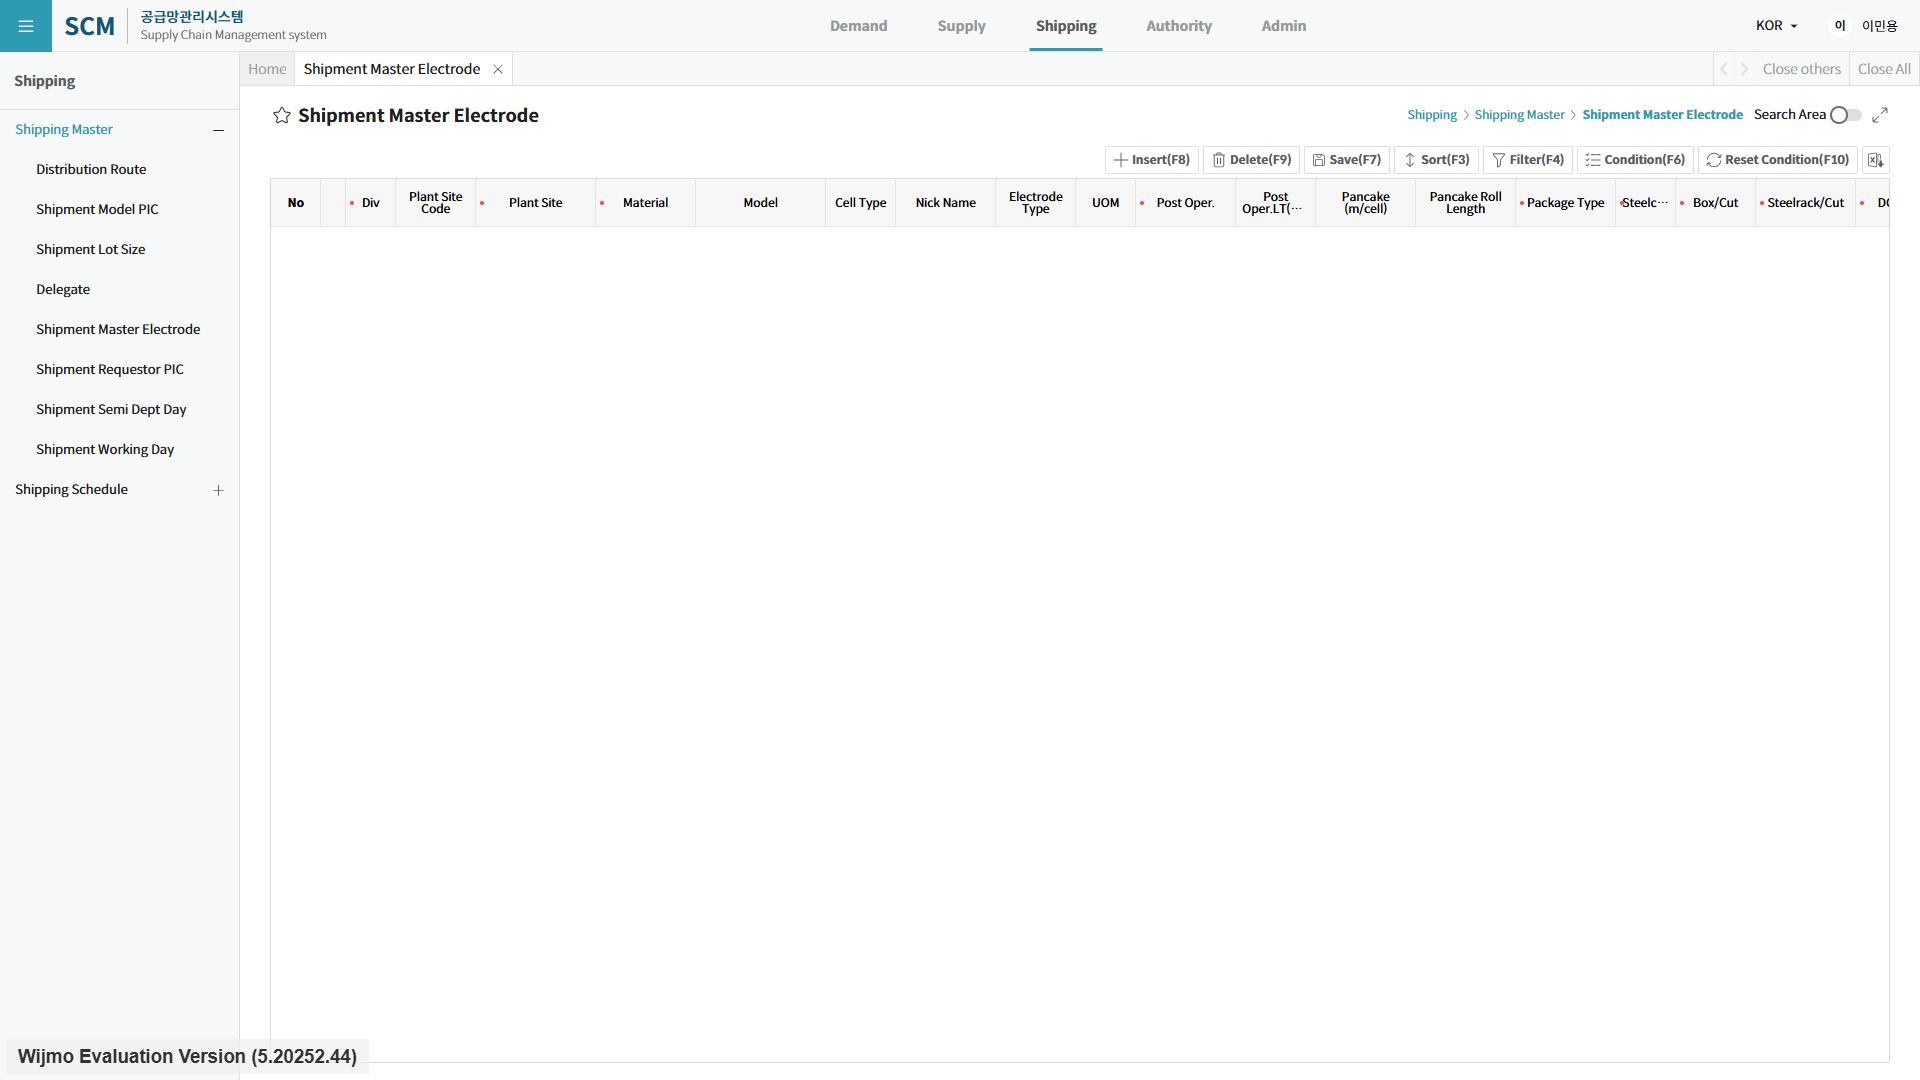 SCM
공급망관리시스템
Supply Chain Management system
Demand
Supply
Shipping
Authority
Admin
KOR
이
이민용
Shipping
Home
Shipment Master Electrode
Close others
Close All
Shipping Master
Distribution Route
Shipment Model PIC
Shipment Lot Size
Delegate
Shipment Master Electrode
Shipment Requestor PIC
Shipment Semi Dept Day
Shipment Working Day
Shipping Schedule
Shipment Master Electrode
Shipping > Shipping Master > Shipment Master Electrode
Search Area
Insert(F8)
Delete(F9)
Save(F7)
Sort(F3)
Filter(F4)
Condition(F6)
Reset Condition(F10)
No
Div
Plant Site
Code
Plant Site
Material
Model
Cell Type
Nick Name
Electrode
Type
UOM
Post Oper.
Post
Oper.LT(···
Pancake
(m/cell)
Pancake Roll
Length
Package Type
Steelc···
Box/Cut
Steelrack/Cut
Wijmo Evaluation Version (5.20252.44)